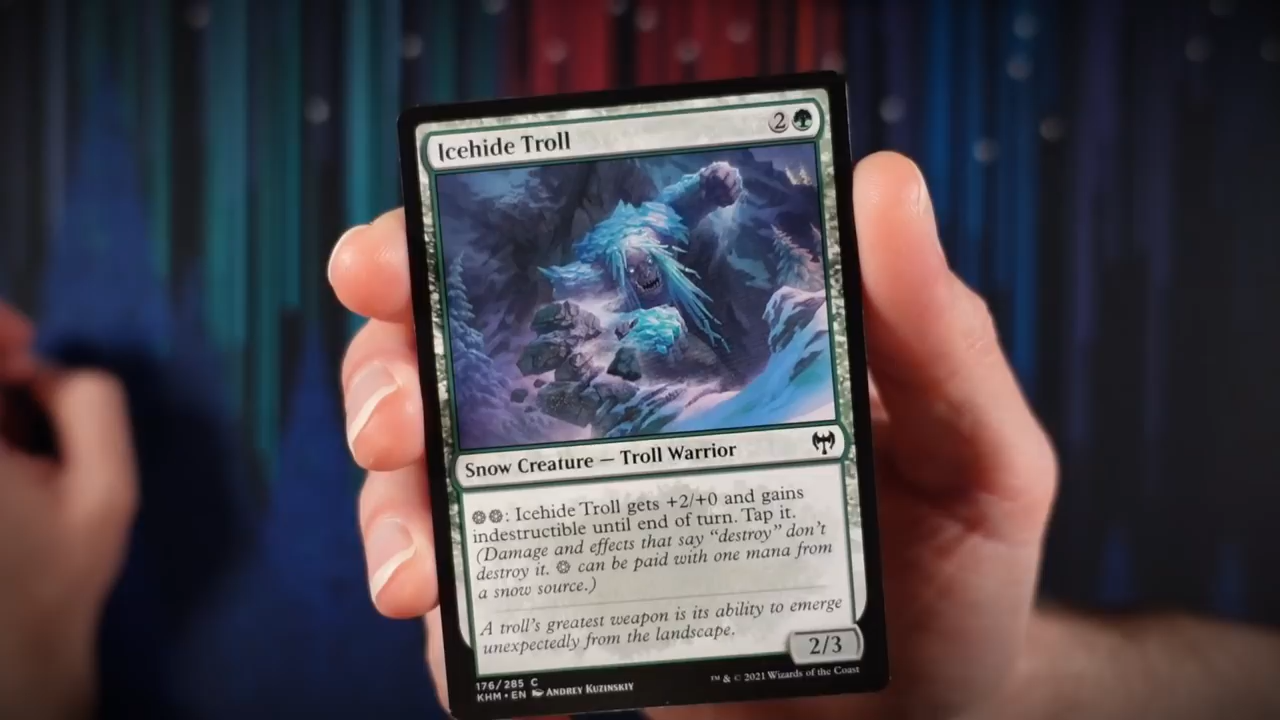 Icehide Troll 2
Snow Creature — Troll Warrior
: Icehide Troll gets +2/+0 and gains
indestructible until end of turn. Tap it.
(Damage and effects that say "destroy" don't
destroy it. can be paid with one mana from
a snow source.)
A troll's greatest weapon is its ability to emerge
unexpectedly from the landscape.
2/3
176/285 C
KHM • EN ANDREY KUZINSKIY
™ & © 2021 Wizards of the Coast